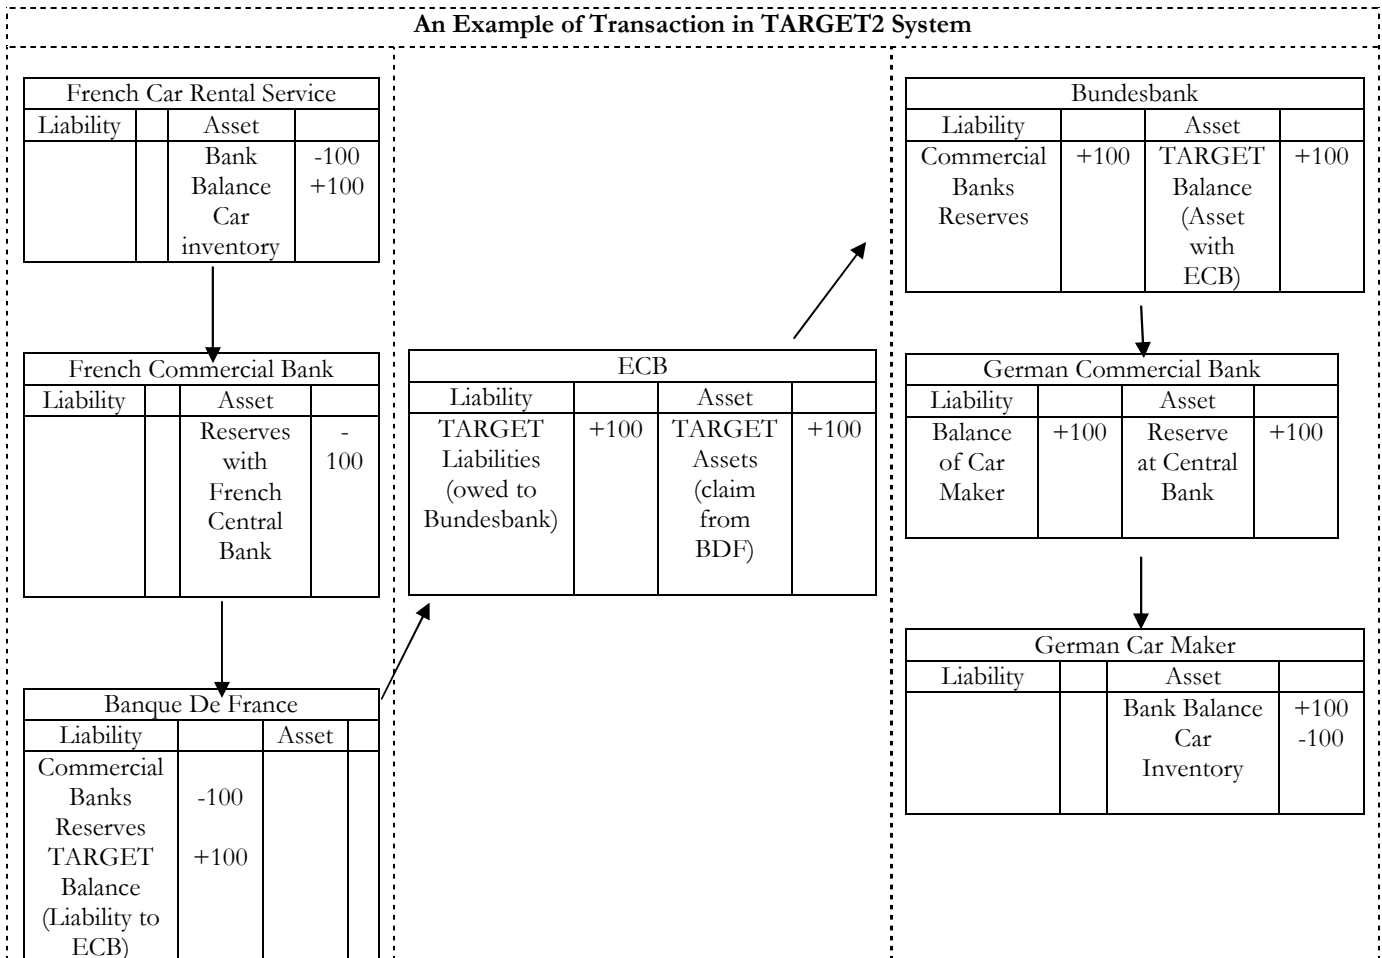 An Example of Transaction in TARGET2 System
French Car Rental Service
Liability Asset
Bank -100
Balance +100
Car
inventory
French Commercial Bank
Liability Asset
Reserves -
with 100
French
Central
Bank
Banque De France
Liability Asset
Commercial
Banks -100
Reserves
TARGET +100
Balance
(Liability to
ECB)
ECB
Liability Asset
TARGET +100 TARGET +100
Liabilities Assets
(owed to (claim
Bundesbank) from
BDF)
Bundesbank
Liability Asset
Commercial +100 TARGET +100
Banks Balance
Reserves (Asset
with
ECB)
German Commercial Bank
Liability Asset
Balance +100 Reserve +100
of Car at Central
Maker Bank
German Car Maker
Liability Asset
Bank Balance +100
Car -100
Inventory